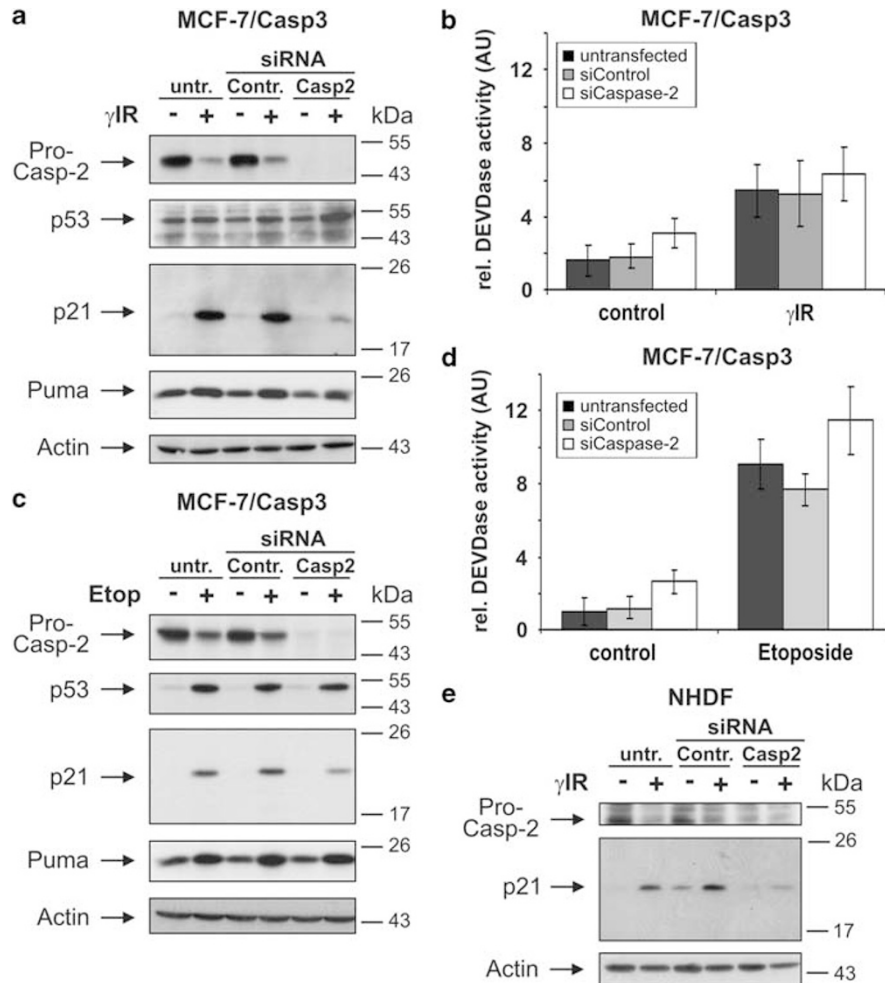 a
MCF-7/Casp3
siRNA
untr. Contr. Casp2
γIR - + - + - + kDa
Pro-
Casp-2
55
43
p53
55
43
p21
26
17
Puma
26
Actin
43
b
MCF-7/Casp3
rel. DEVDase activity (AU)
untransfected
siControl
siCaspase-2
12
8
4
0
control γIR
c
MCF-7/Casp3
siRNA
untr. Contr. Casp2
Etop - + - + - + kDa
Pro-
Casp-2
55
43
p53
55
43
p21
26
17
Puma
26
Actin
43
d
MCF-7/Casp3
rel. DEVDase activity (AU)
untransfected
siControl
siCaspase-2
12
8
4
0
control Etoposide
e
NHDF
siRNA
untr. Contr. Casp2
γIR - + - + - + kDa
Pro-
Casp-2
55
p21
26
17
Actin
43